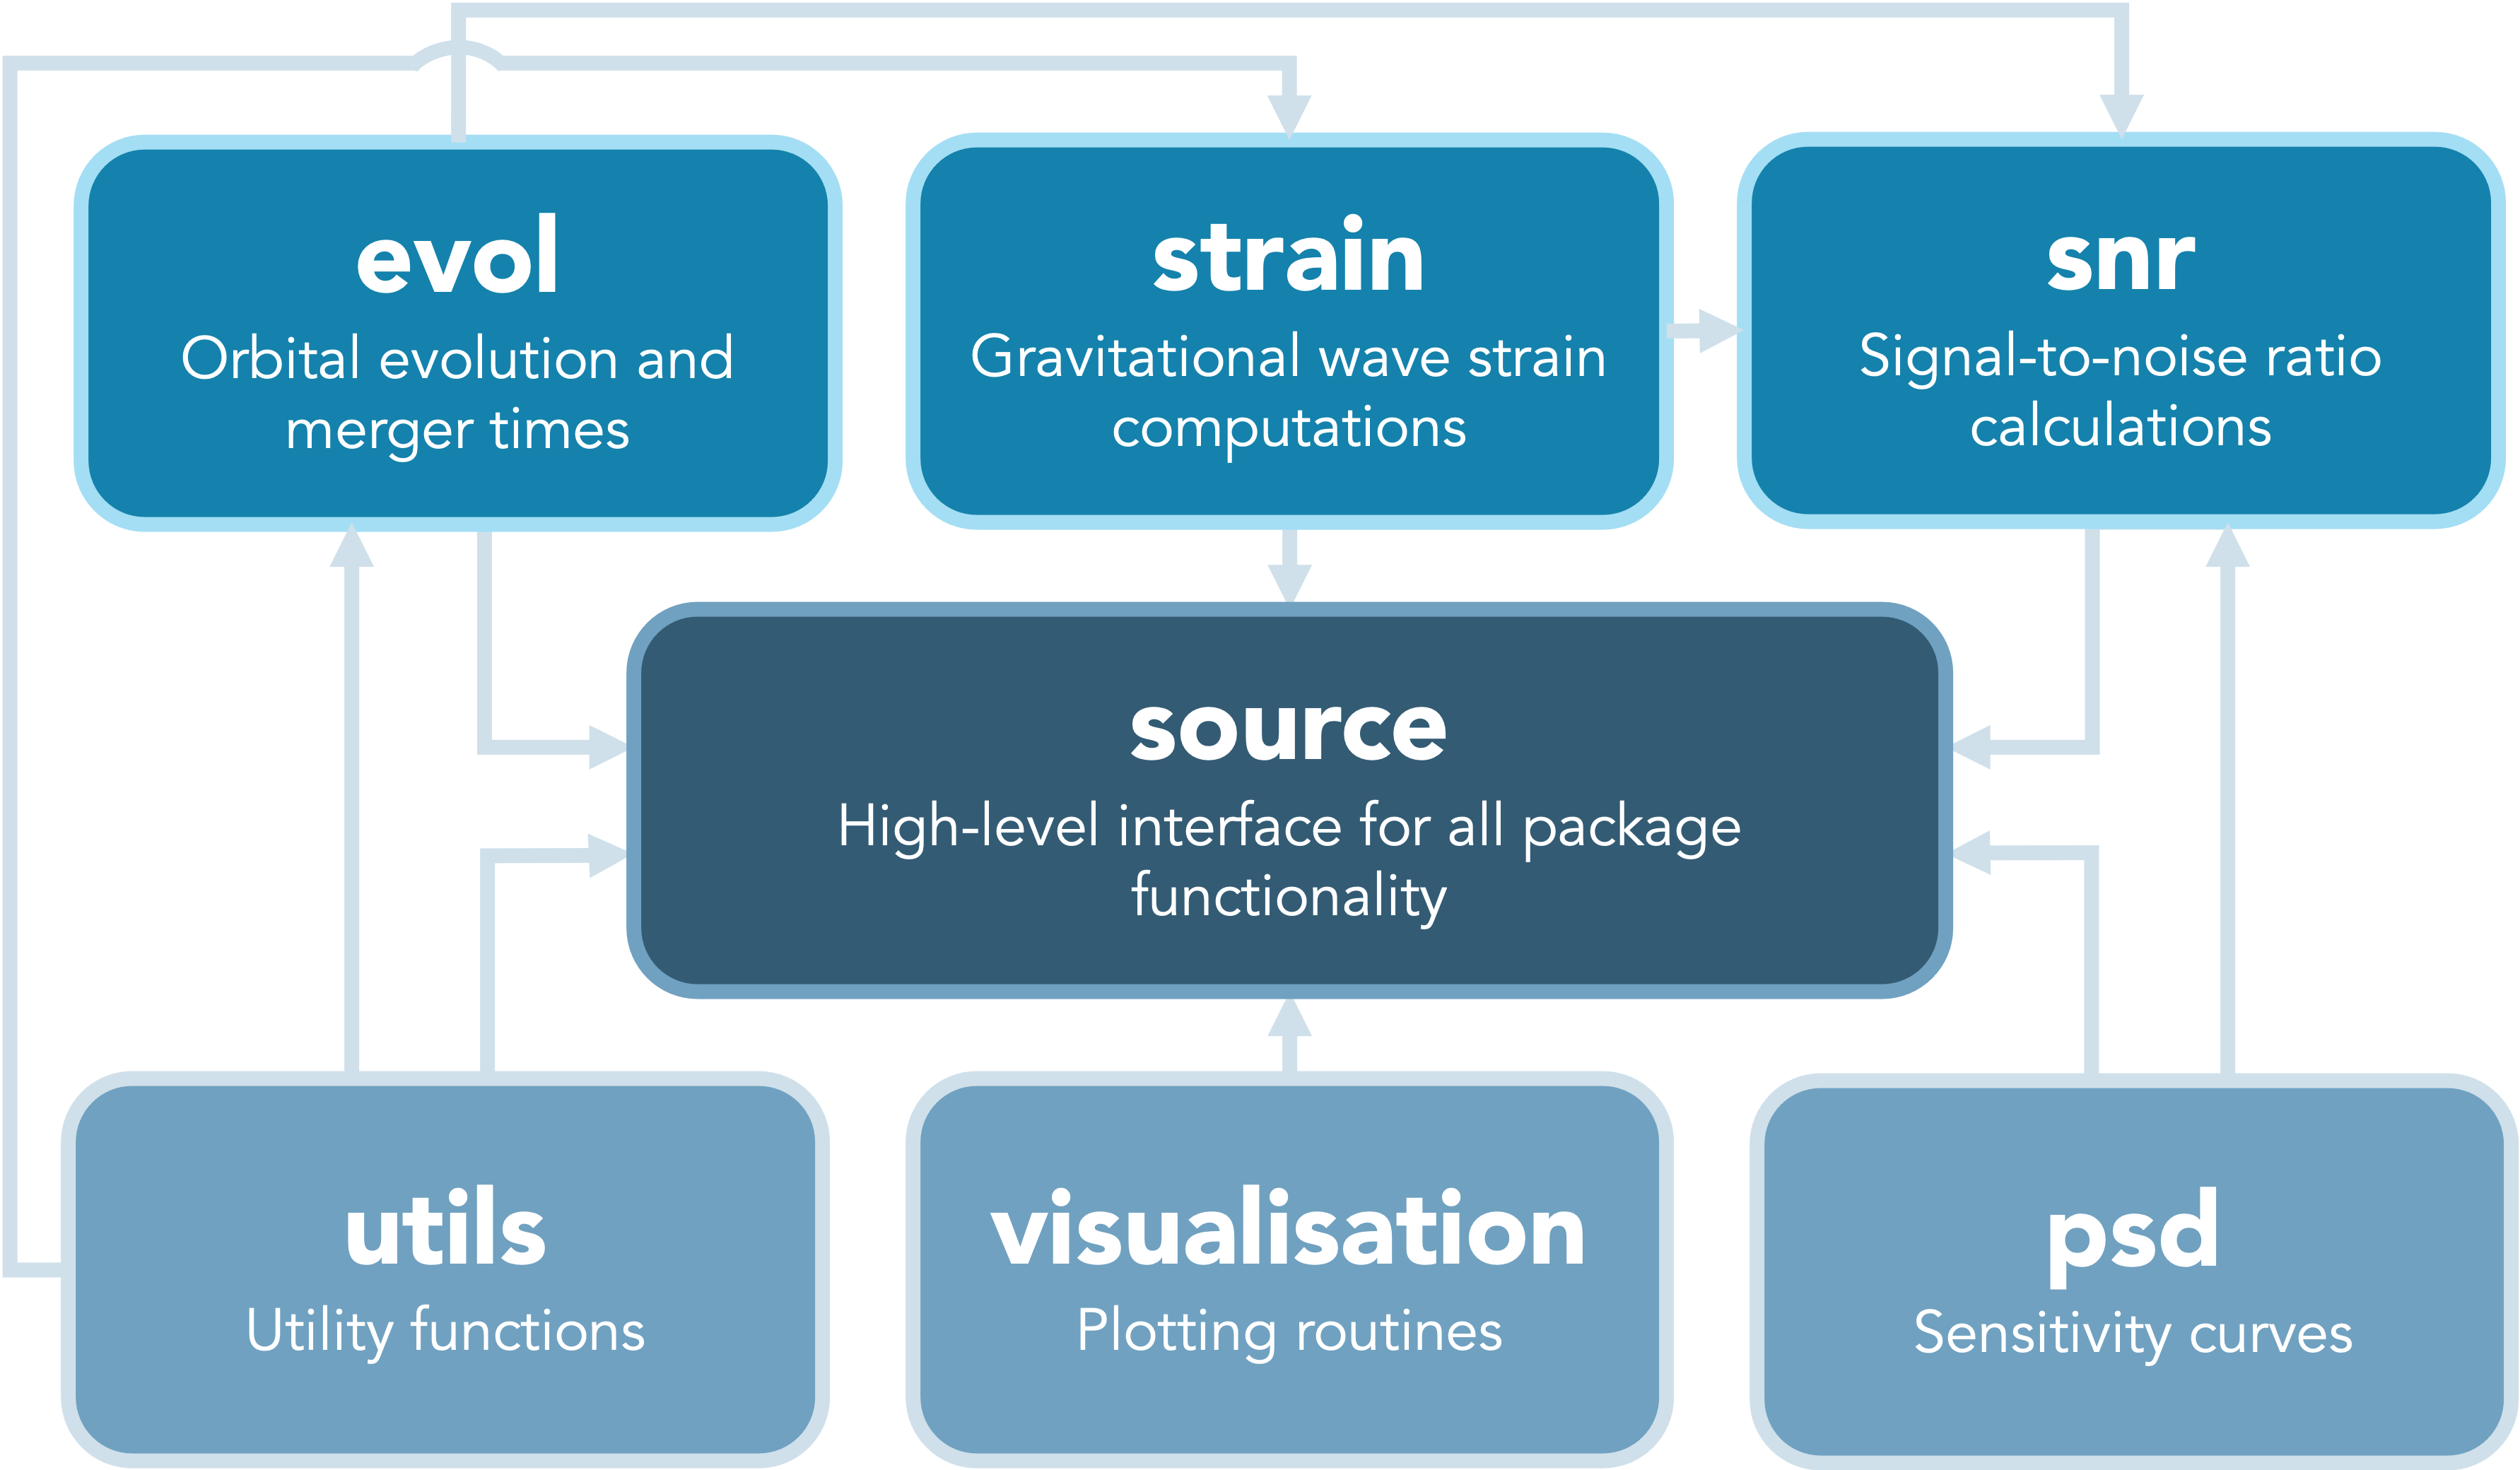 evol
Orbital evolution and
merger times
strain
Gravitational wave strain
computations
snr
Signal-to-noise ratio
calculations
source
High-level interface for all package
functionality
utils
Utility functions
visualisation
Plotting routines
psd
Sensitivity curves